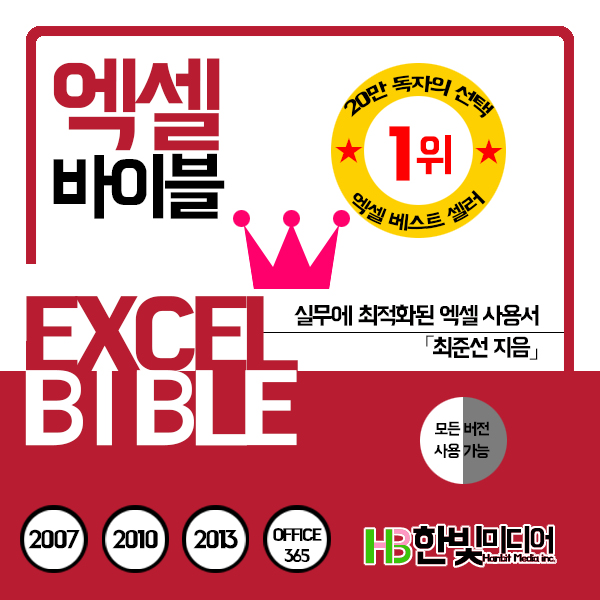 엑셀
바이블
20만 독자의 선택
1위
엑셀 베스트 셀러
EXCEL
BIBLE
실무에 최적화된 엑셀 사용서
「최준선 지음」
모든 버전
사용 가능
2007
2010
2013
OFFICE
365
HB한빛미디어
Hanbit Media inc.